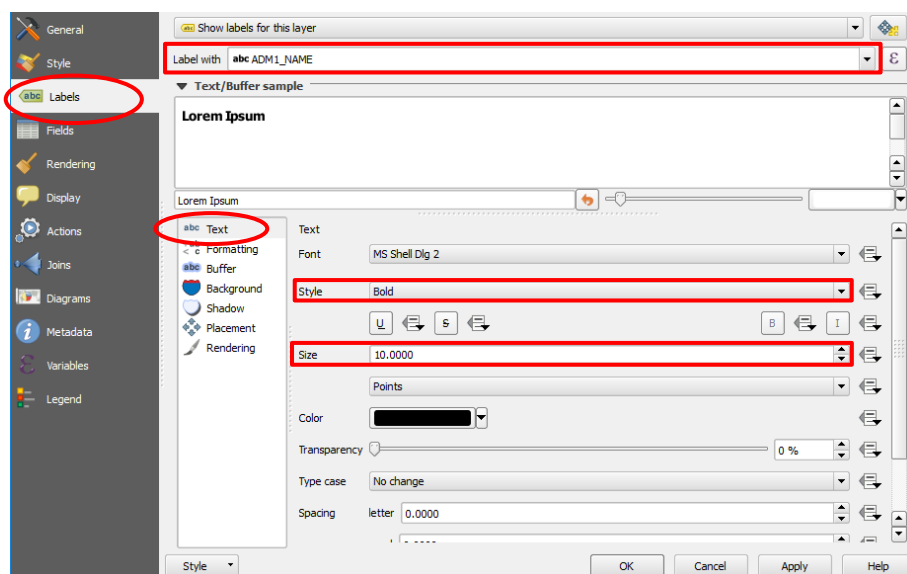 General
Style
Labels
Fields
Rendering
Display
Actions
Joins
Diagrams
Metadata
Variables
Legend
Show labels for this layer
Label with abc ADM1_NAME
Text/Buffer sample
Lorem Ipsum
Lorem Ipsum
abc Text
Formatting
abc Buffer
Background
Shadow
Placement
Rendering
Text
Font MS Shell Dlg 2
Style Bold
U S B I
Size 10.0000
Points
Color
Transparency 0 %
Type case No change
Spacing letter 0.0000
Style OK Cancel Apply Help